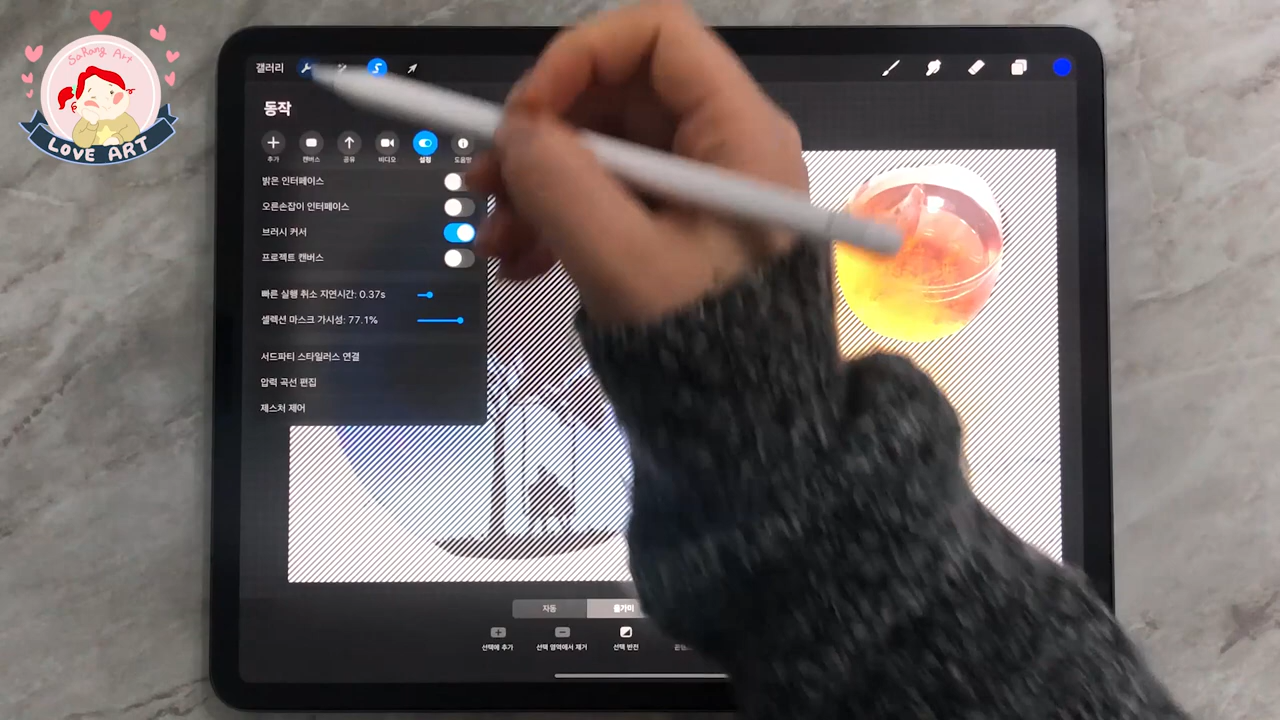 SaRang Art
LOVE ART
갤러리
동작
추가
캔버스
공유
비디오
설정
도움말
밝은 인터페이스
오른손잡이 인터페이스
브러시 커서
프로젝트 캔버스
빠른 실행 취소 지연시간: 0.37s
셀렉션 마스크 가시성: 77.1%
서드파티 스타일러스 연결
압력 곡선 편집
제스처 제어
자동
올가미
선택에 추가
선택 영역에서 제거
선택 반전